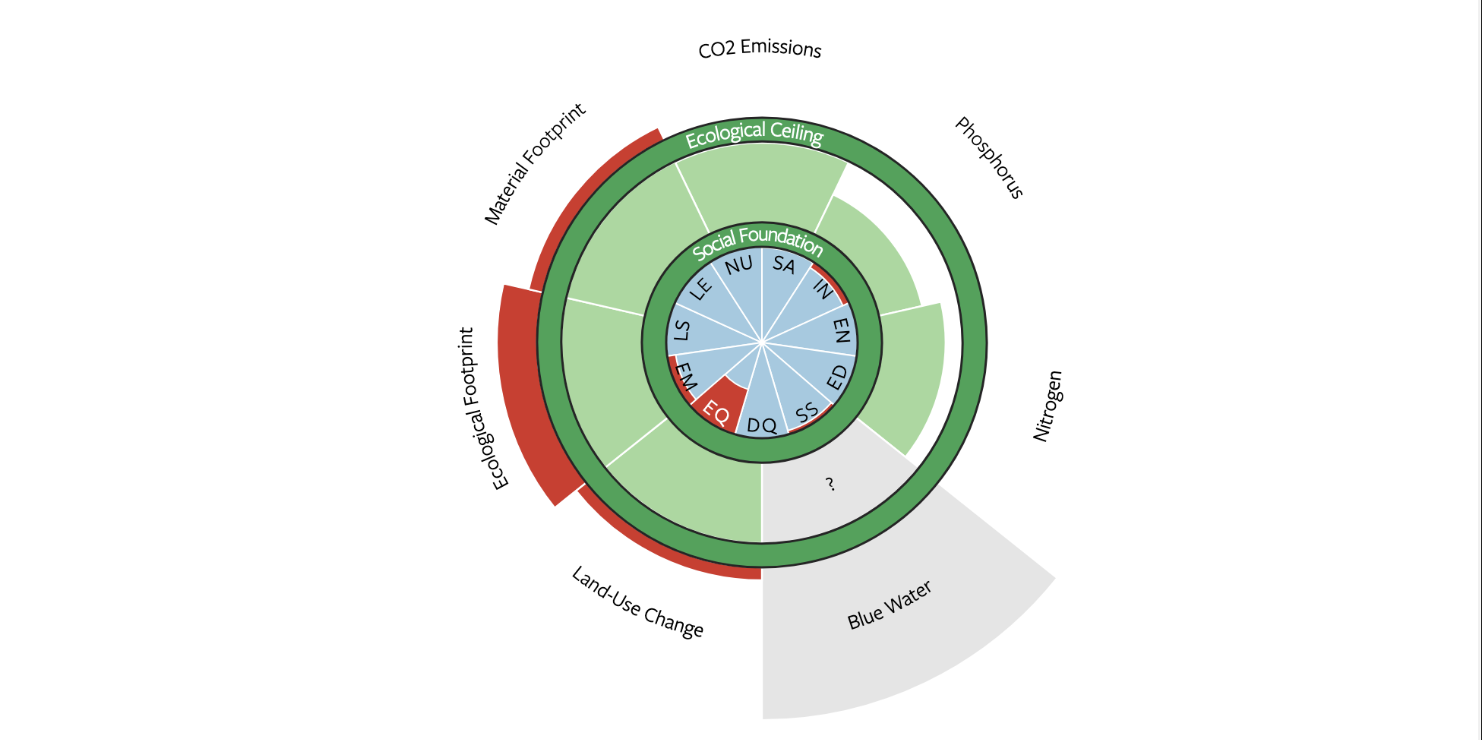 CO2 Emissions
Phosphorus
Nitrogen
Blue Water
Land-Use Change
Ecological Footprint
Material Footprint
Ecological Ceiling
Social Foundation
SA
IN
EN
ED
SS
DQ
EQ
EM
LS
LE
NU
?